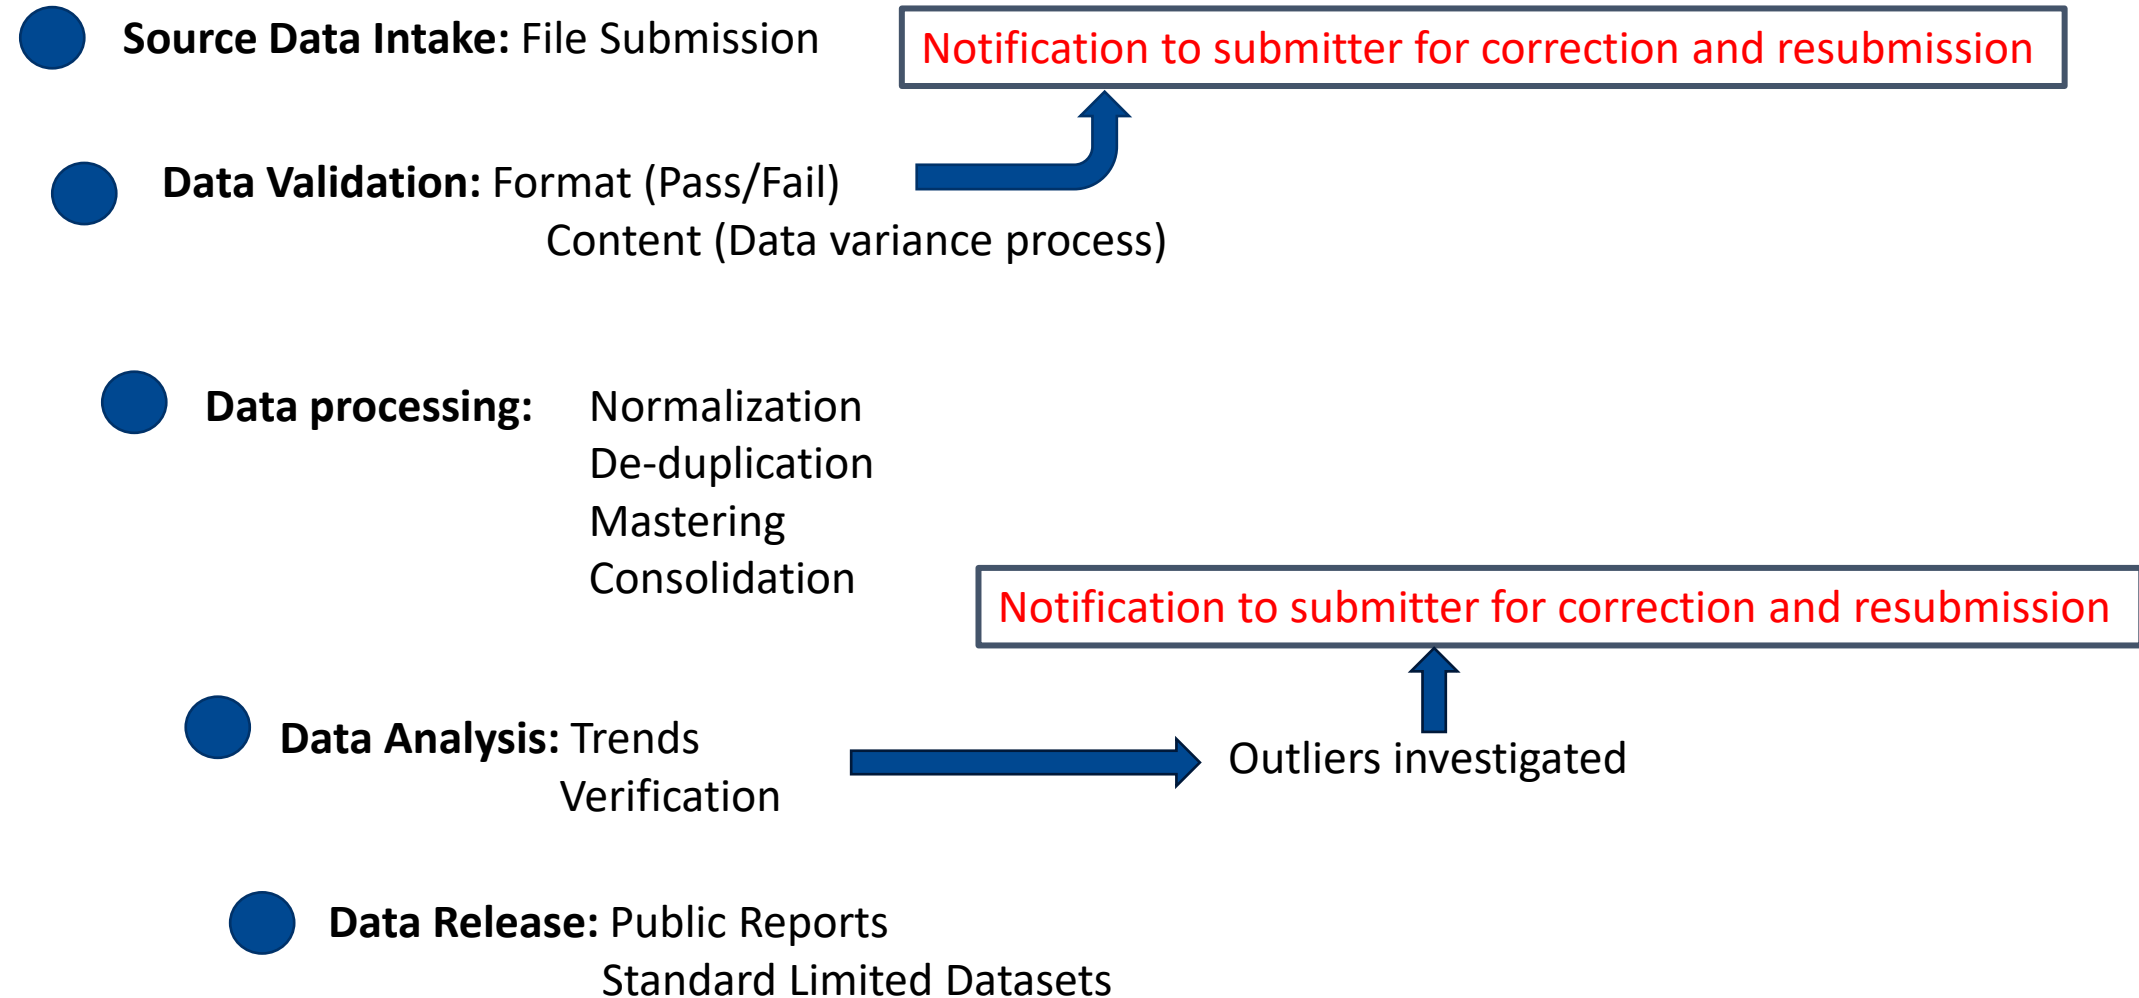 Source Data Intake: File Submission
Notification to submitter for correction and resubmission
Data Validation: Format (Pass/Fail)
Content (Data variance process)
Data processing: Normalization
De-duplication
Mastering
Consolidation
Notification to submitter for correction and resubmission
Data Analysis: Trends
Verification
Outliers investigated
Data Release: Public Reports
Standard Limited Datasets